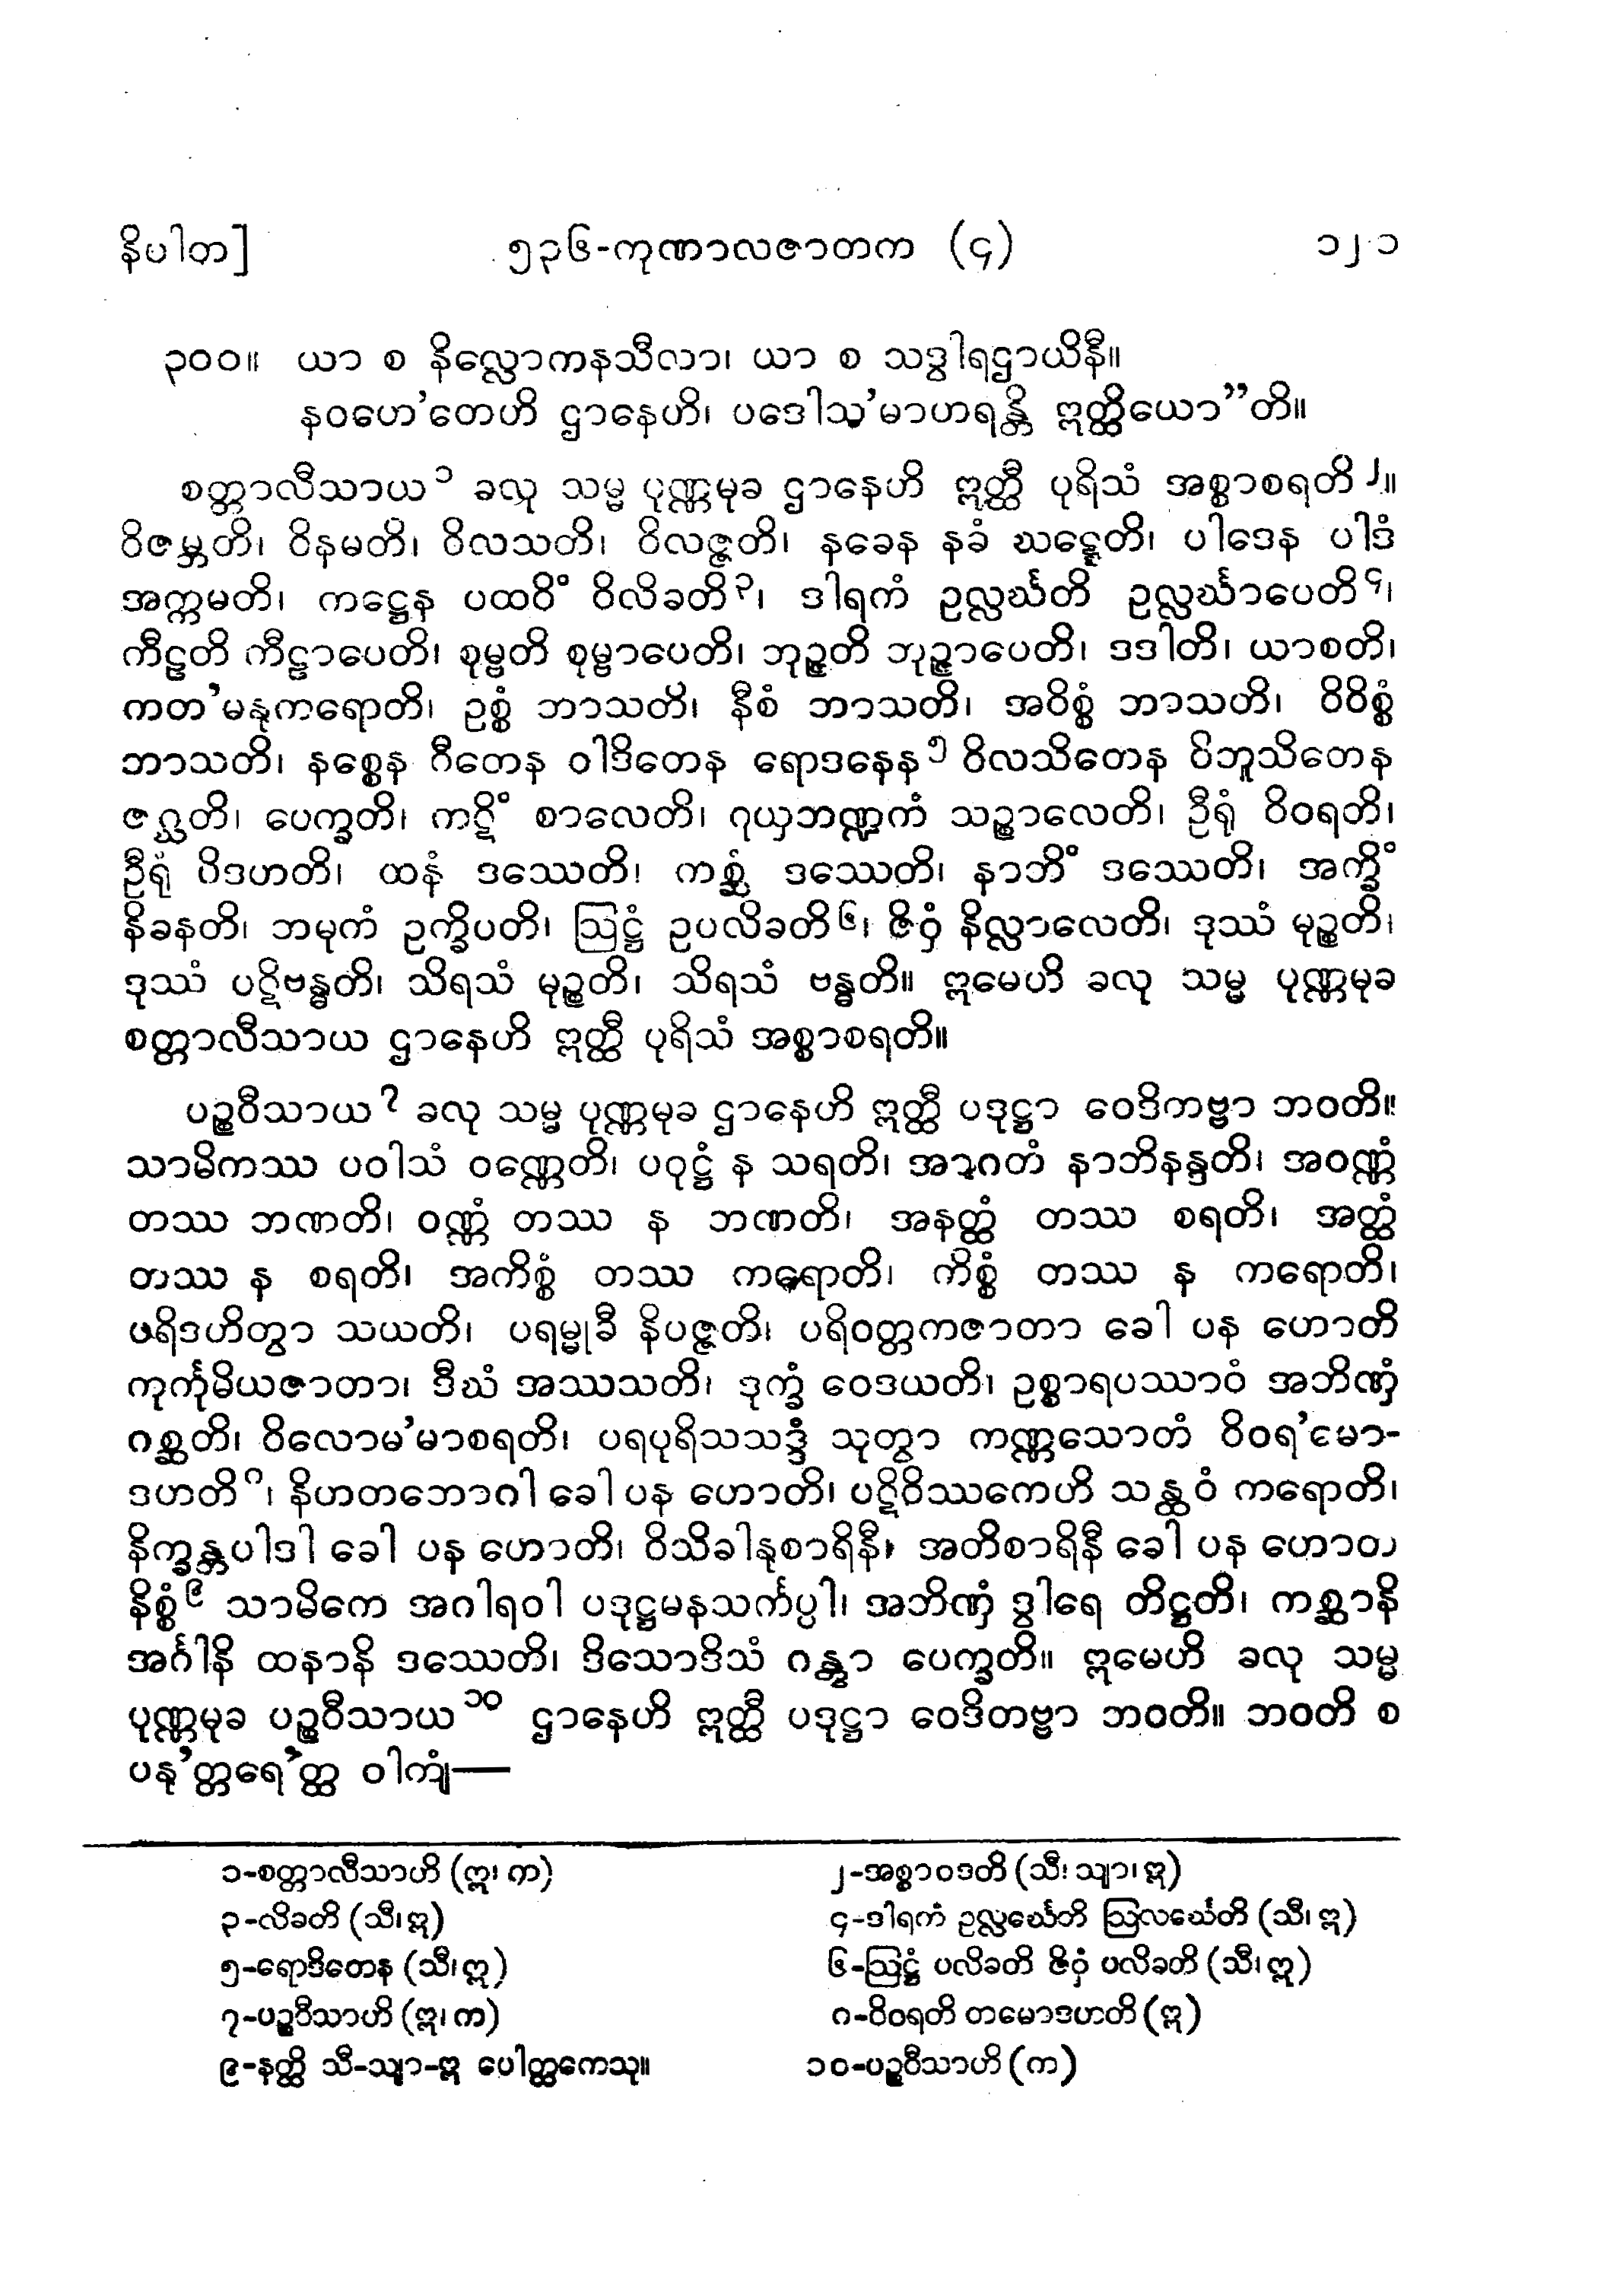 နိပါတ] ၅၃၆-ကုဏာလဇာတက (၄) ၁၂၁
၃၀၀။ ယာ စ နိလ္လောကနသီလာ၊ ယာ စ သဒွါရဌာယိနီ။
နဝဟေ’တေဟိ ဌာနေဟိ၊ ပဒေါသ’မာဟရန္တိ ဣတ္ထိယော”တိ။
စတ္တာလီသာယ၁ ခလု သမ္မ ပုဏ္ဏမုခ ဌာနေဟိ ဣတ္ထီ ပုရိသံ အစ္စာစရတိ၂။
ဝိဇမ္ဘတိ၊ ဝိနမတိ၊ ဝိလသတိ၊ ဝိလဇ္ဇတိ၊ နခေန နခံ ဃဋ္ဋေတိ၊ ပါဒေန ပါဒံ
အက္ကမတိ၊ ကဋ္ဌေန ပထဝိံ ဝိလိခတိ၃၊ ဒါရကံ ဥလ္လင်္ဃတိ ဥလ္လင်္ဃာပေတိ၄၊
ကီဠတိ ကီဠာပေတိ၊ စုမ္ဗတိ စုမ္ဗာပေတိ၊ ဘုဉ္ဇတိ ဘုဉ္ဇာပေတိ၊ ဒဒါတိ၊ ယာစတိ၊
ကတ’မနုကရောတိ၊ ဥစ္စံ ဘာသတိ၊ နီစံ ဘာသတိ၊ အဝိစ္စံ ဘာသတိ၊ ဝိဝိစ္စံ
ဘာသတိ၊ နစ္စေန ဂီတေန ဝါဒိတေန ရောဒနေန၅ ဝိလသိတေန ဝိဘူသိတေန
ဇဂ္ဃတိ၊ ပေက္ခတိ၊ ကဋိံ စာလေတိ၊ ဂုယှဘဏ္ဍကံ သဉ္စာလေတိ၊ ဦရုံ ဝိဝရတိ၊
ဦရုံ ပိဒဟတိ၊ ထနံ ဒဿေတိ၊ ကစ္ဆံ ဒဿေတိ၊ နာဘိံ ဒဿေတိ၊ အက္ခိံ
နိခနတိ၊ ဘမုကံ ဥက္ခိပတိ၊ ဩဋ္ဌံ ဥပလိခတိ၆၊ ဇိဝှံ နိလ္လာလေတိ၊ ဒုဿံ မုဉ္စတိ၊
ဒုဿံ ပဋိဗန္ဓတိ၊ သိရသံ မုဉ္စတိ၊ သိရသံ ဗန္ဓတိ။ ဣမေဟိ ခလု သမ္မ ပုဏ္ဏမုခ
စတ္တာလီသာယ ဌာနေဟိ ဣတ္ထီ ပုရိသံ အစ္စာစရတိ။
ပဉ္စဝီသာယ၇ ခလု သမ္မ ပုဏ္ဏမုခ ဌာနေဟိ ဣတ္ထီ ပဒုဋ္ဌာ ဝေဒိကဗ္ဗာ ဘဝတိ။
သာမိကဿ ပဝါသံ ဝဏ္ဏေတိ၊ ပဝုဋ္ဌံ န သရတိ၊ အာဂတံ နာဘိနန္ဒတိ၊ အဝဏ္ဏံ
တဿ ဘဏတိ၊ ဝဏ္ဏံ တဿ န ဘဏတိ၊ အနတ္ထံ တဿ စရတိ၊ အတ္ထံ
တဿ န စရတိ၊ အကိစ္စံ တဿ ကရောတိ၊ ကိစ္စံ တဿ န ကရောတိ၊
ပရိဒဟိတွာ သယတိ၊ ပရမ္မုခီ နိပဇ္ဇတိ၊ ပရိဝတ္တကဇာတာ ခေါ ပန ဟောတိ
ကုင်္ကုမိယဇာတာ၊ ဒီဃံ အဿသတိ၊ ဒုက္ခံ ဝေဒယတိ၊ ဥစ္စာရပဿာဝံ အဘိဏှံ
ဂစ္ဆတိ၊ ဝိလောမ’မာစရတိ၊ ပရပုရိသသဒ္ဒံ သုတွာ ကဏ္ဏသောတံ ဝိဝရ’မော-
ဒဟတိ၈၊ နိဟတဘောဂါ ခေါ ပန ဟောတိ၊ ပဋိဝိဿကေဟိ သန္ထဝံ ကရောတိ၊
နိက္ခန္တပါဒါ ခေါ ပန ဟောတိ၊ ဝိသိခါနုစာရိနီ၊ အတိစာရိနီ ခေါ ပန ဟောတိ
နိစ္စံ၉ သာမိကေ အဂါရဝါ ပဒုဋ္ဌမနသင်္ကပ္ပါ၊ အဘိဏှံ ဒွါရေ တိဋ္ဌတိ၊ ကစ္ဆာနိ
အင်္ဂါနိ ထနာနိ ဒဿေတိ၊ ဒိသောဒိသံ ဂန္တွာ ပေက္ခတိ။ ဣမေဟိ ခလု သမ္မ
ပုဏ္ဏမုခ ပဉ္စဝီသာယ၁၀ ဌာနေဟိ ဣတ္ထီ ပဒုဋ္ဌာ ဝေဒိတဗ္ဗာ ဘဝတိ။ ဘဝတိ စ
ပနု’တ္တရေ’တ္ထ ဝါကျံ—
၁-စတ္တာလီသာဟိ (ဣ၊ က) ၂-အစ္စာဝဒတိ (သီ၊ သျာ၊ ဣ)
၃-လိခတိ (သီ၊ ဣ) ၄-ဒါရကံ ဥလ္လင်္ဃေတိ ဩလင်္ဃေတိ (သီ၊ ဣ)
၅-ရောဒိတေန (သီ၊ ဣ) ၆-ဩဋ္ဌံ ပလိခတိ ဇိဝှံ ပလိခတိ (သီ၊ ဣ)
၇-ပဉ္စဝီသာဟိ (ဣ၊ က) ၈-ဝိဝရတိ တမောဒဟတိ (ဣ)
၉-နတ္ထိ သီ-သျာ-ဣ ပေါတ္ထကေသု။ ၁၀-ပဉ္စဝီသာဟိ (က)